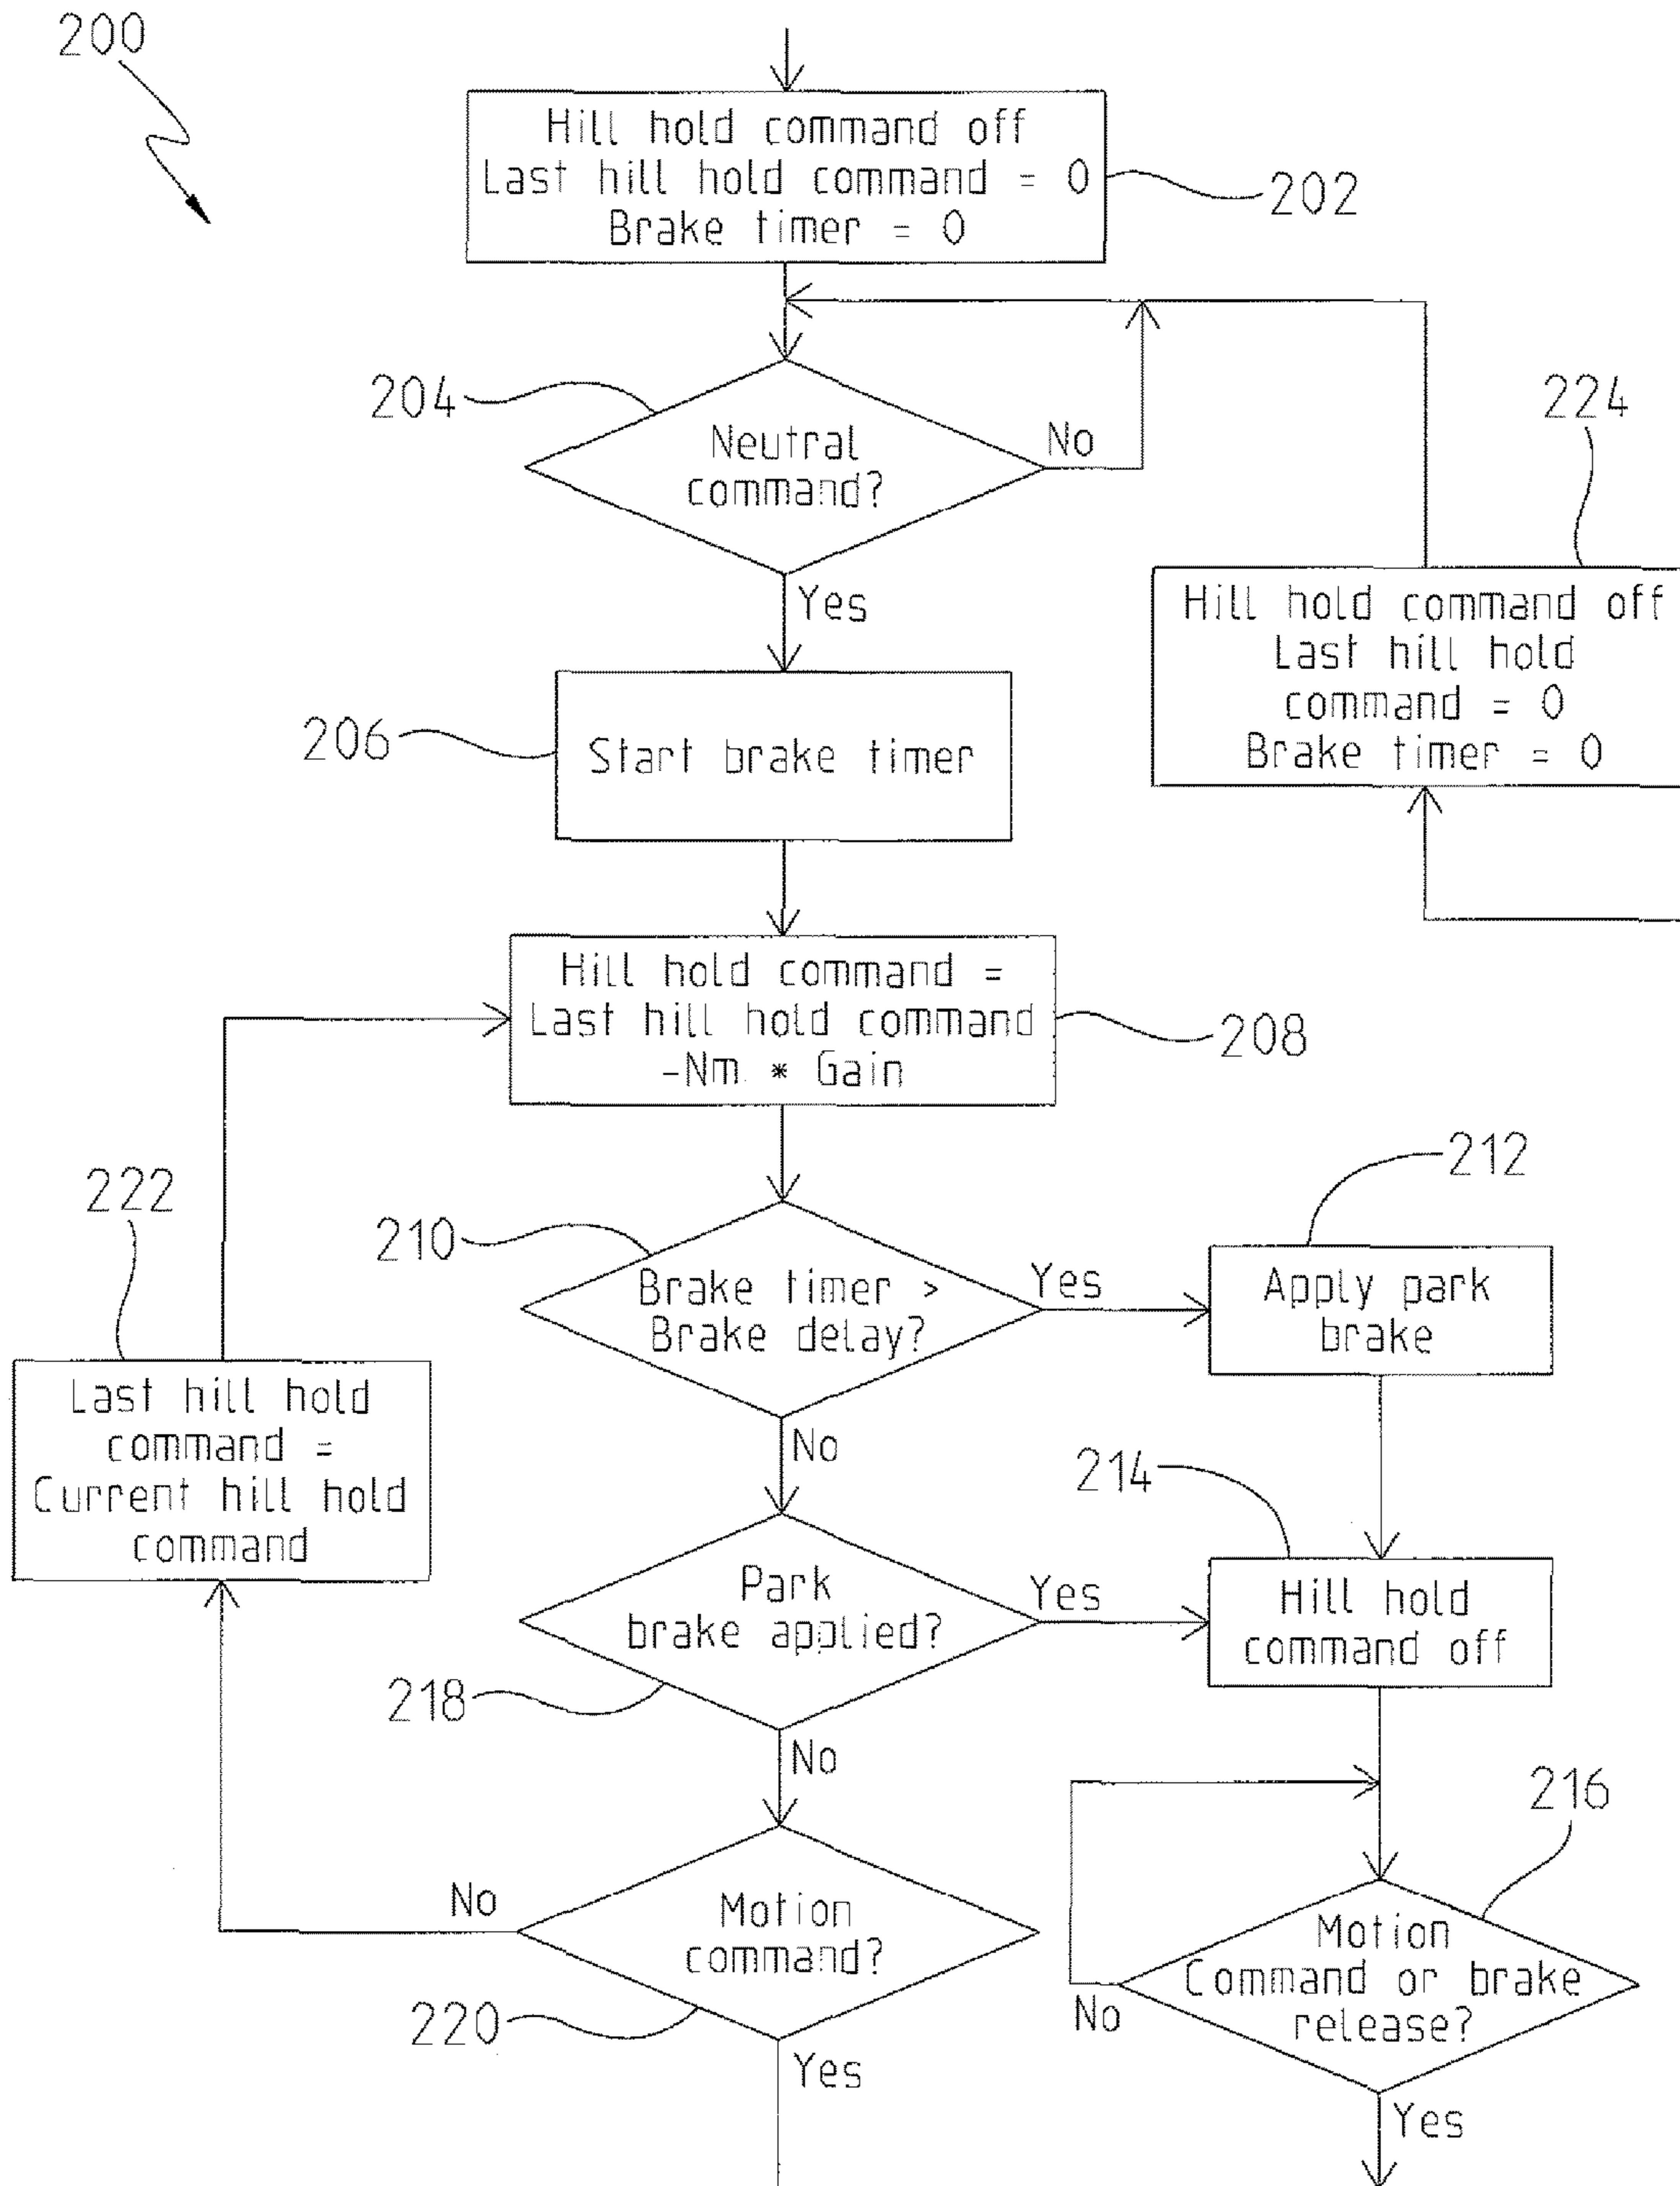 200
Hill hold command off
Last hill hold command = 0
Brake timer = 0
202
204
Neutral
command?
No
Yes
224
Hill hold command off
Last hill hold
command = 0
Brake timer = 0
206
Start brake timer
Hill hold command =
Last hill hold command
-Nm * Gain
208
222
Last hill hold
command =
Current hill hold
command
210
Brake timer >
Brake delay?
Yes
No
212
Apply park
brake
214
Hill hold
command off
Park
brake applied?
Yes
218
No
216
Motion
Command or brake
release?
No
Yes
No
Motion
command?
220
Yes